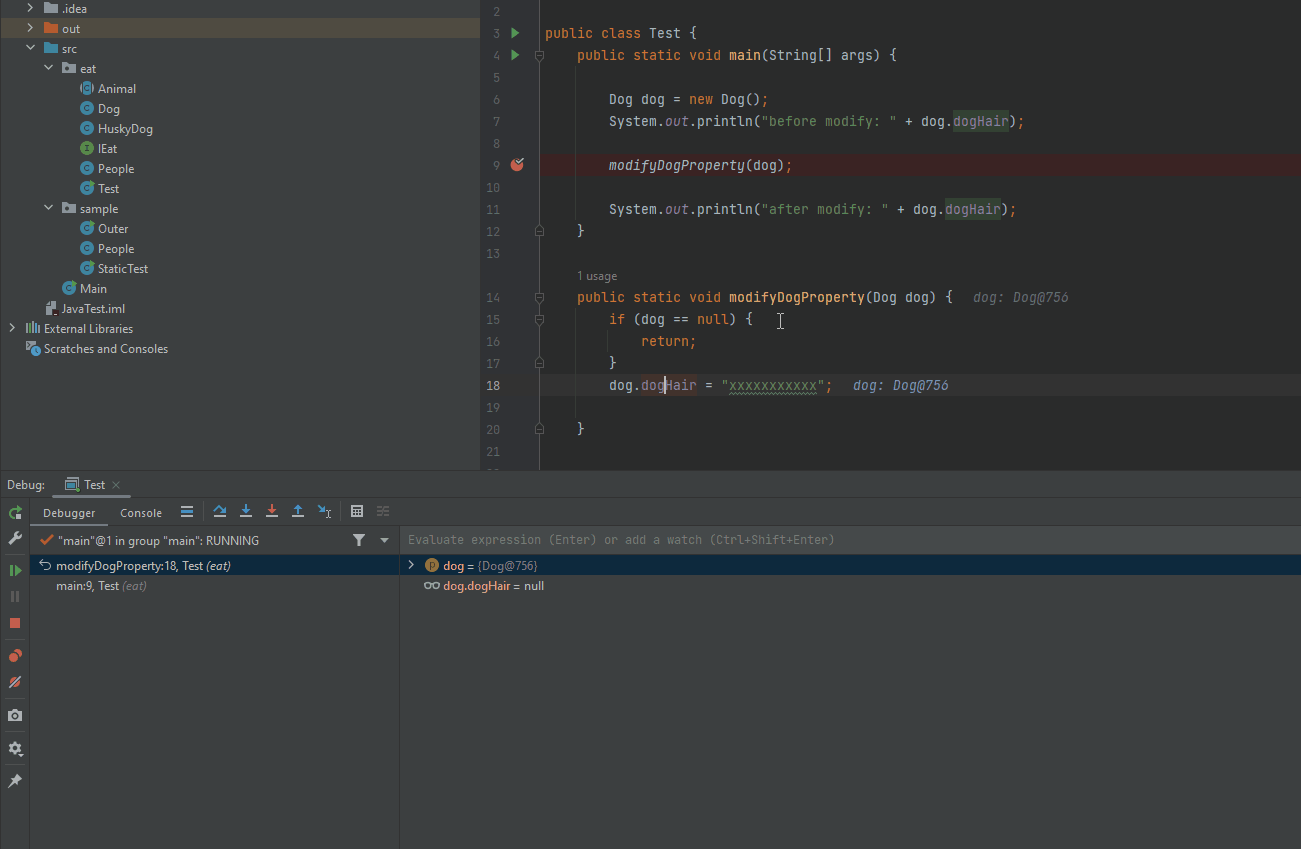 .idea
out
src
eat
Animal
Dog
HuskyDog
IEat
People
Test
sample
Outer
People
StaticTest
Main
JavaTest.iml
External Libraries
Scratches and Consoles
2
3 public class Test {
4 public static void main(String[] args) {
5
6 Dog dog = new Dog();
7 System.out.println("before modify: " + dog.dogHair);
8
9 modifyDogProperty(dog);
10
11 System.out.println("after modify: " + dog.dogHair);
12 }
13
1 usage
14 public static void modifyDogProperty(Dog dog) { dog: Dog@756
15 if (dog == null) {
16 return;
17 }
18 dog.dogHair = "xxxxxxxxxxx"; dog: Dog@756
19
20 }
21
Debug: Test
Debugger Console
"main"@1 in group "main": RUNNING
modifyDogProperty:18, Test (eat)
main:9, Test (eat)
Evaluate expression (Enter) or add a watch (Ctrl+Shift+Enter)
dog = {Dog@756}
dog.dogHair = null